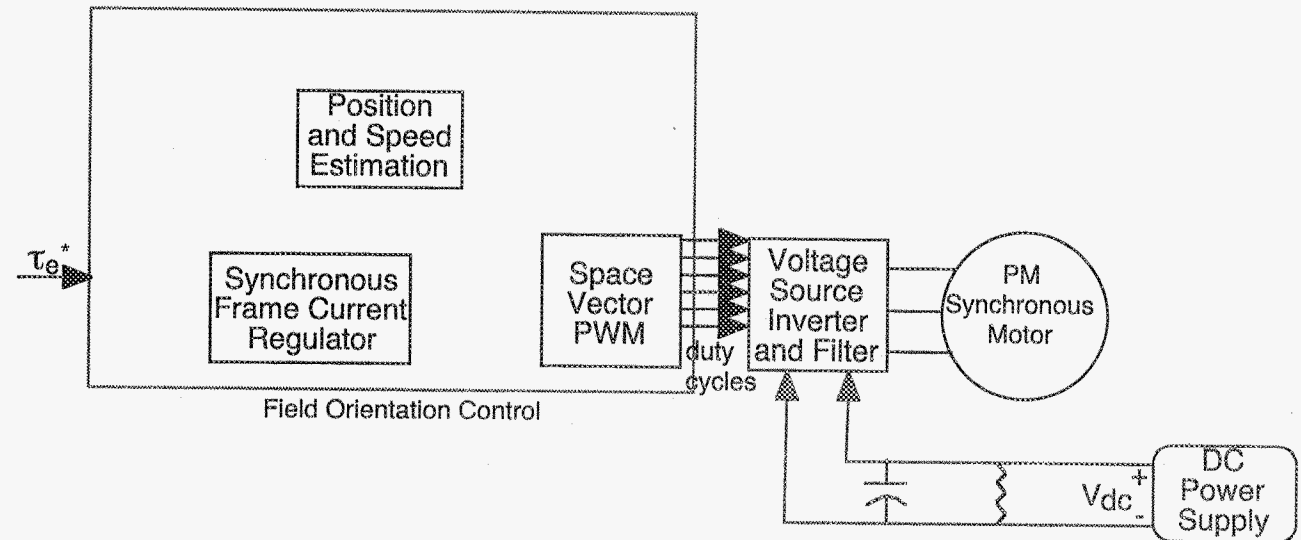 Position
and Speed
Estimation
τe*
Synchronous
Frame Current
Regulator
Space
Vector
PWM
duty
cycles
Voltage
Source
Inverter
and Filter
PM
Synchronous
Motor
Field Orientation Control
Vdc
+
-
DC
Power
Supply